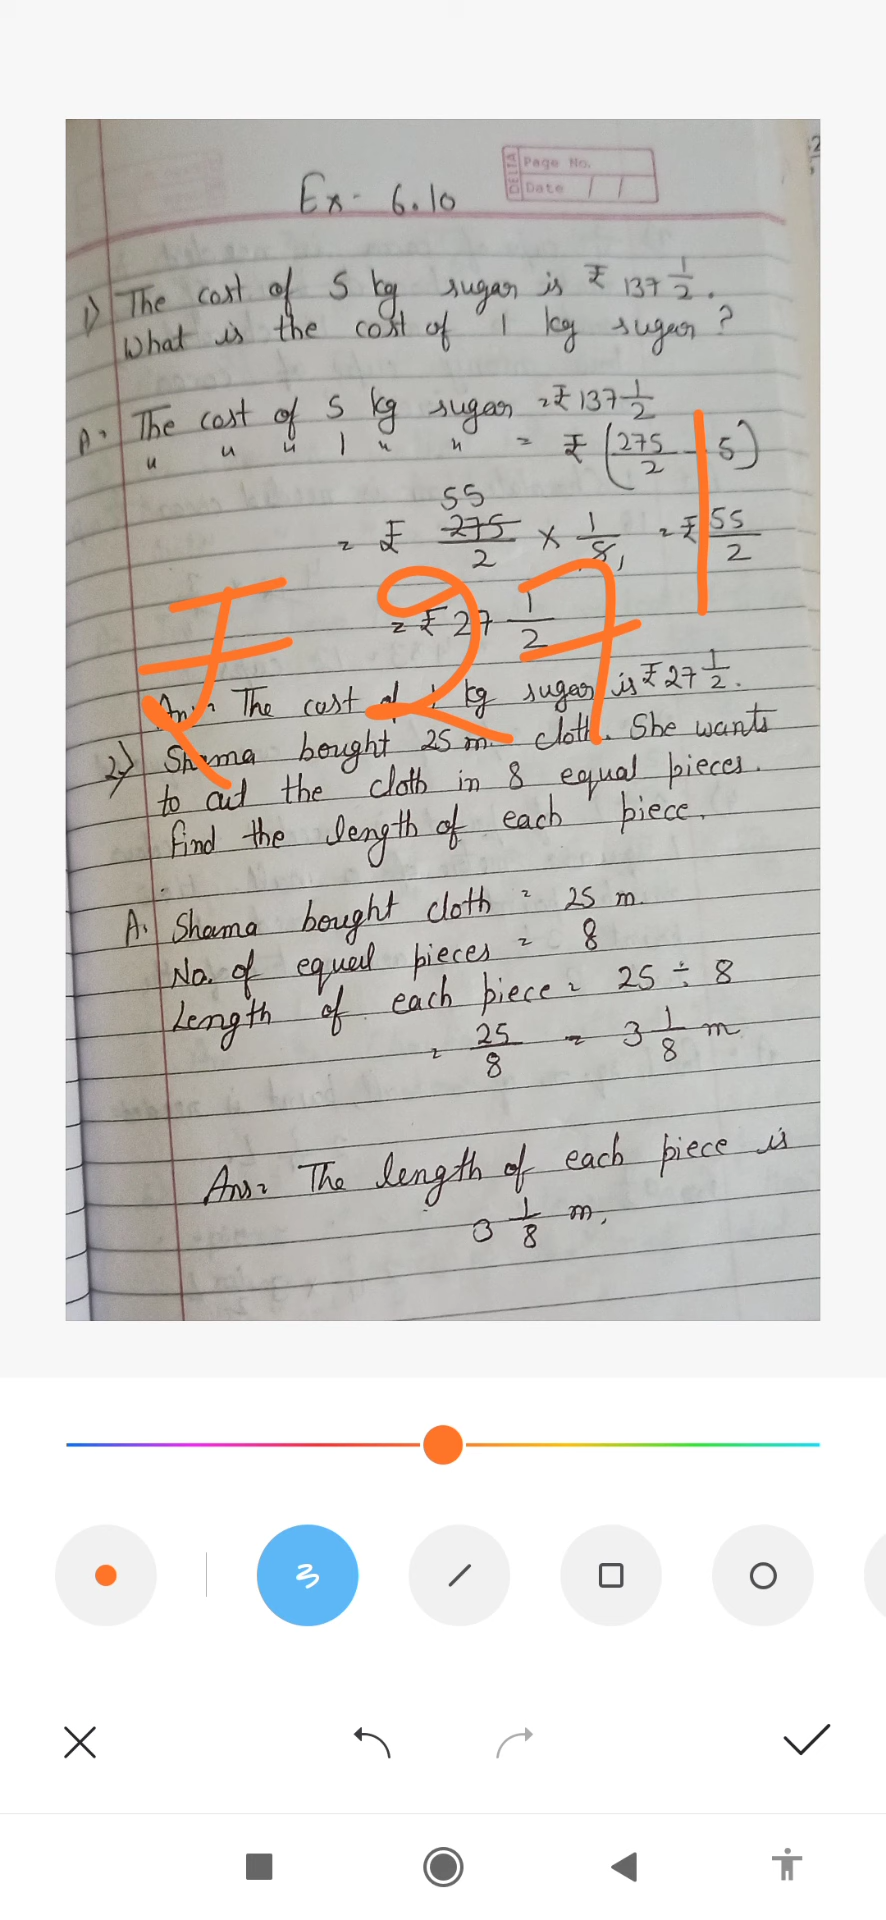 Page No.
DELTA Date / /
Ex- 6.10
1) The cost of 5 kg sugar is ₹ 137 1/2.
What is the cost of 1 kg sugar?
A. The cost of 5 kg sugar = ₹ 137 1/2
" " " 1 " " = ₹ (275/2 ÷ 5)
55
= ₹ 275/2 × 1/5, = ₹ 55/2
= ₹ 27 1/2
₹ 27 1
Ans: The cost of 1 kg sugar is ₹ 27 1/2.
2) Shama bought 25 m cloth. She wants
to cut the cloth in 8 equal pieces.
find the length of each piece.
A. Shama bought cloth = 25 m.
No. of equal pieces = 8
Length of each piece = 25 ÷ 8
= 25/8 = 3 1/8 m
Ans: The length of each piece is
3 1/8 m.